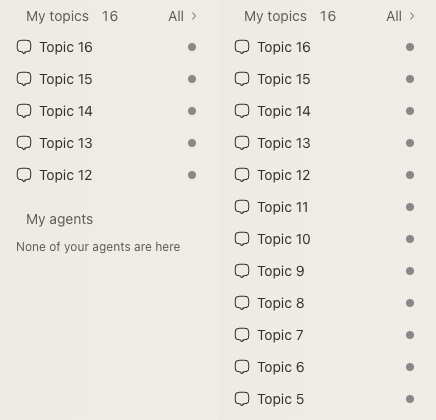 My topics 16 All
Topic 16
Topic 15
Topic 14
Topic 13
Topic 12
My agents
None of your agents are here
My topics 16 All
Topic 16
Topic 15
Topic 14
Topic 13
Topic 12
Topic 11
Topic 10
Topic 9
Topic 8
Topic 7
Topic 6
Topic 5